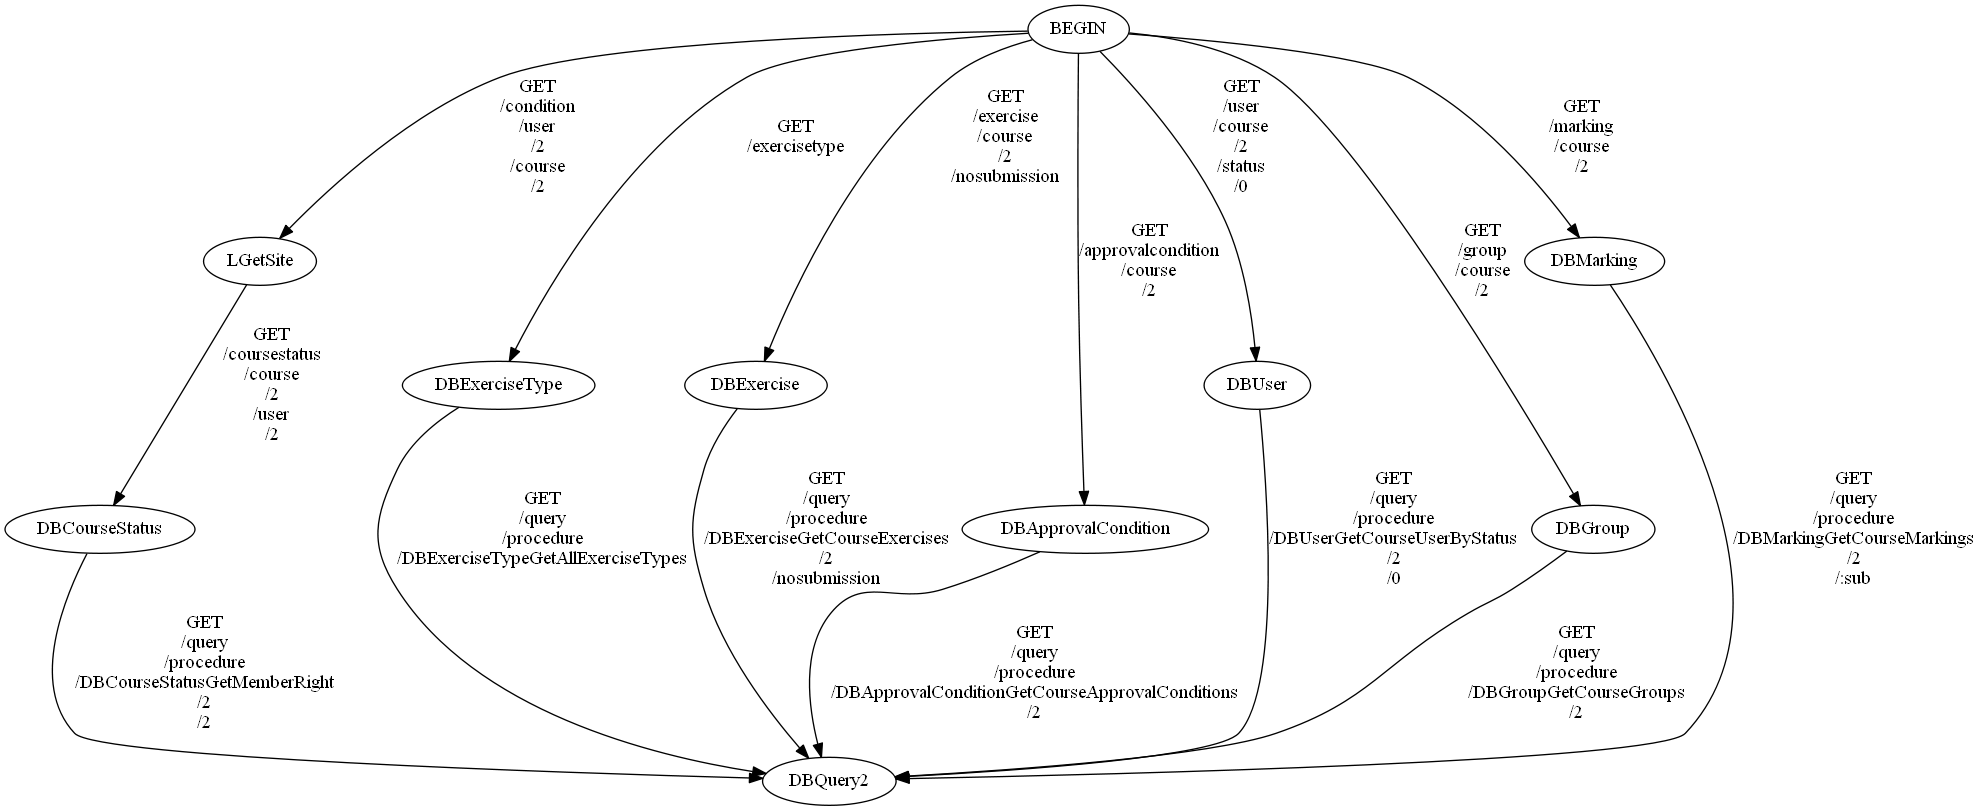 BEGIN
GET
/condition
/user
/2
/course
/2
GET
/exercisetype
GET
/exercise
/course
/2
/nosubmission
GET
/approvalcondition
/course
/2
GET
/user
/course
/2
/status
/0
GET
/group
/course
/2
GET
/marking
/course
/2
LGetSite
DBMarking
GET
/coursestatus
/course
/2
/user
/2
DBExerciseType
DBExercise
DBUser
DBCourseStatus
DBApprovalCondition
DBGroup
GET
/query
/procedure
/DBExerciseTypeGetAllExerciseTypes
GET
/query
/procedure
/DBExerciseGetCourseExercises
/2
/nosubmission
GET
/query
/procedure
/DBUserGetCourseUserByStatus
/2
/0
GET
/query
/procedure
/DBMarkingGetCourseMarkings
/2
/:sub
GET
/query
/procedure
/DBCourseStatusGetMemberRight
/2
/2
GET
/query
/procedure
/DBApprovalConditionGetCourseApprovalConditions
/2
GET
/query
/procedure
/DBGroupGetCourseGroups
/2
DBQuery2